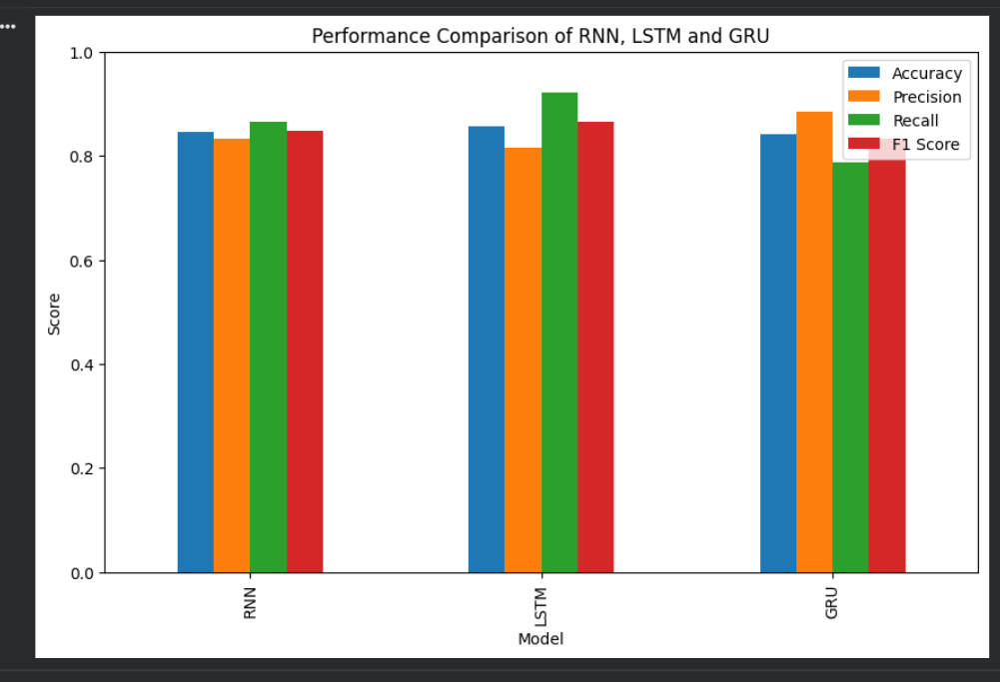 Performance Comparison of RNN, LSTM and GRU
Accuracy
Precision
Recall
F1 Score
1.0
0.8
0.6
0.4
0.2
0.0
Score
RNN
LSTM
GRU
Model